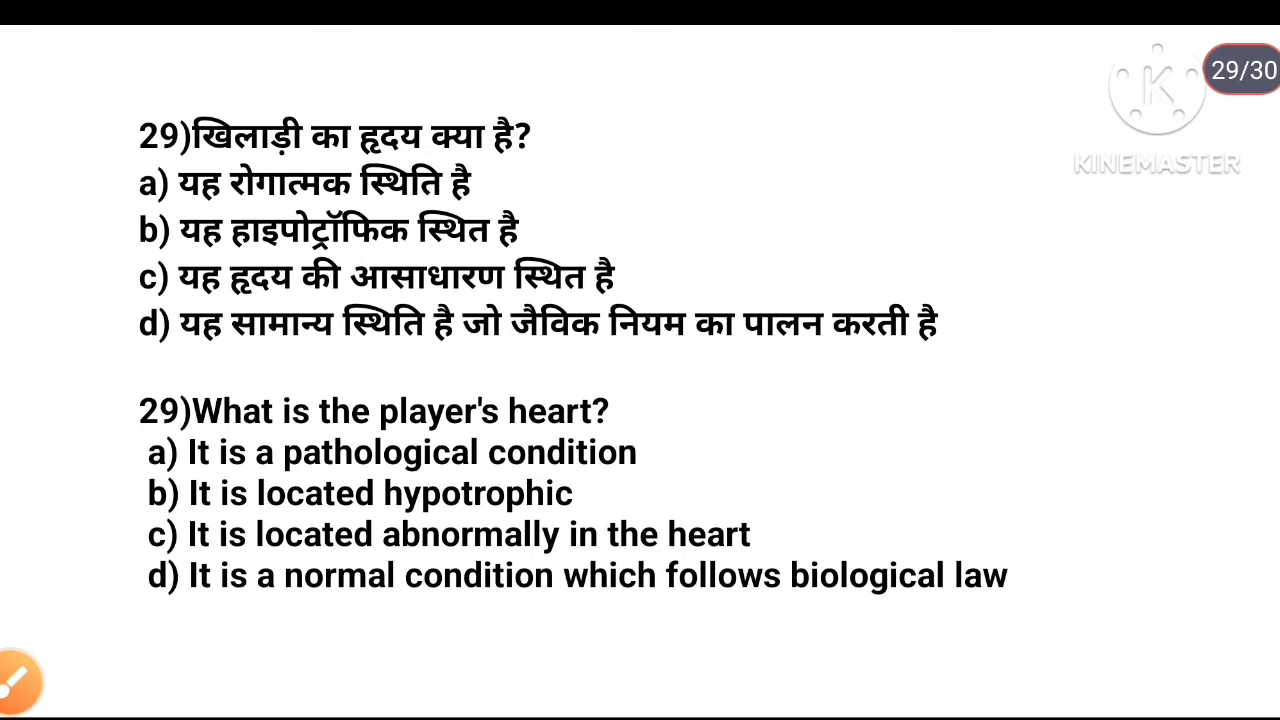 29/30
KINEMASTER
29)खिलाड़ी का हृदय क्या है?
a) यह रोगात्मक स्थिति है
b) यह हाइपोट्रॉफिक स्थित है
c) यह हृदय की आसाधारण स्थित है
d) यह सामान्य स्थिति है जो जैविक नियम का पालन करती है
29)What is the player's heart?
a) It is a pathological condition
b) It is located hypotrophic
c) It is located abnormally in the heart
d) It is a normal condition which follows biological law